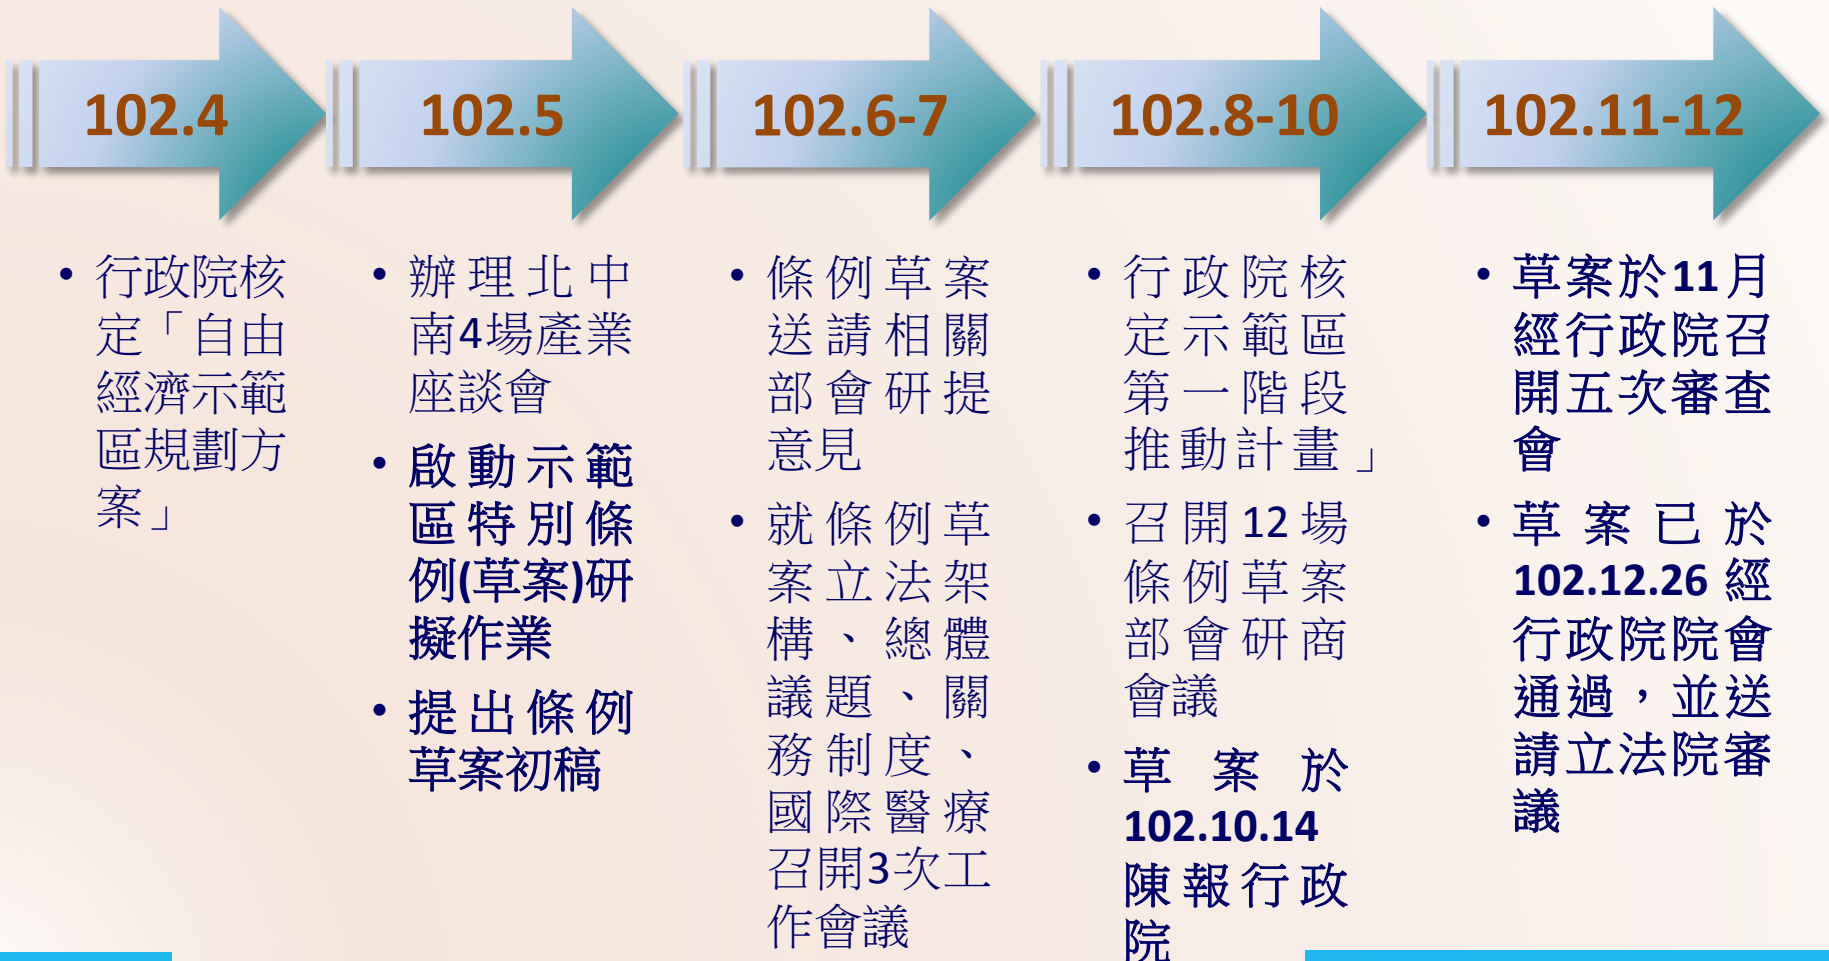 102.4
102.5
102.6-7
102.8-10
102.11-12
• 行政院核
定「自由
經濟示範
區規劃方
案」
• 辦理北中
南4場產業
座談會
• 啟動示範
區特別條
例(草案)研
擬作業
• 提出條例
草案初稿
• 條例草案
送請相關
部會研提
意見
• 就條例草
案立法架
構、總體
議題、關
務制度、
國際醫療
召開3次工
作會議
• 行政院核
定示範區
第一階段
推動計畫」
• 召開12場
條例草案
部會研商
會議
• 草案於
102.10.14
陳報行政
院
• 草案於11月
經行政院召
開五次審查
會
• 草案已於
102.12.26經
行政院院會
通過，並送
請立法院審
議